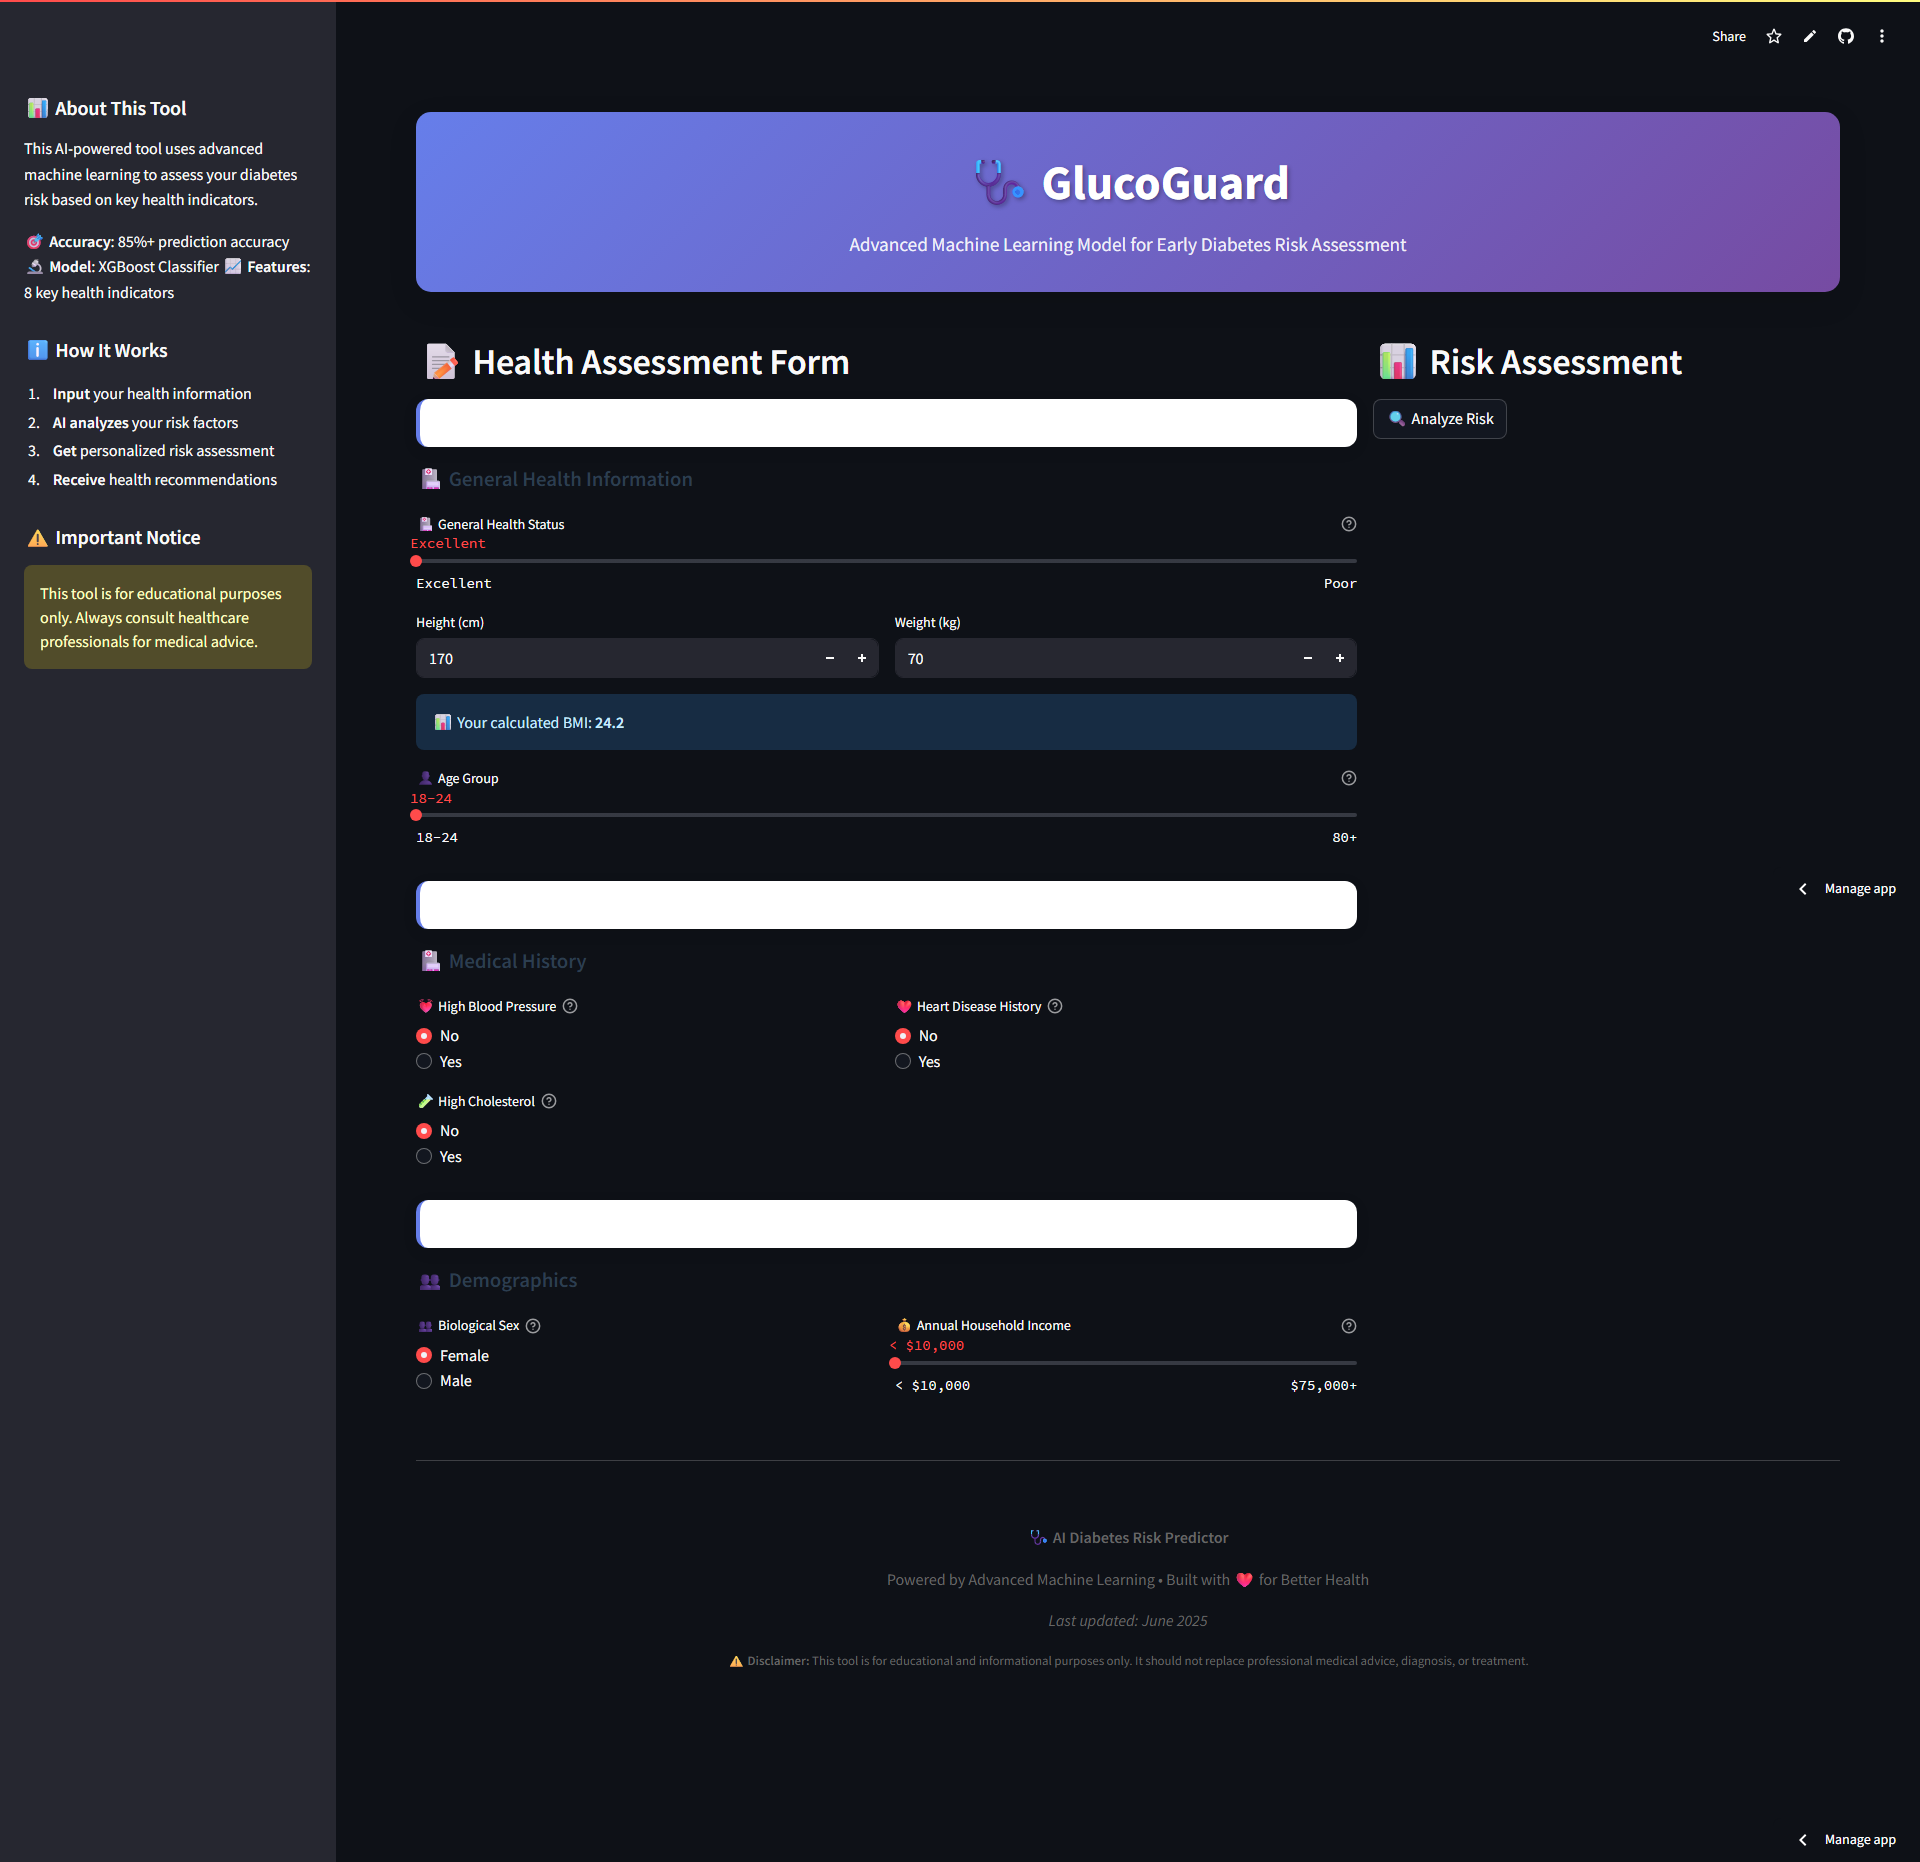 Share
About This Tool
This AI-powered tool uses advanced
machine learning to assess your diabetes
risk based on key health indicators.
Accuracy: 85%+ prediction accuracy
Model: XGBoost Classifier Features:
8 key health indicators
How It Works
1. Input your health information
2. AI analyzes your risk factors
3. Get personalized risk assessment
4. Receive health recommendations
Important Notice
This tool is for educational purposes
only. Always consult healthcare
professionals for medical advice.
GlucoGuard
Advanced Machine Learning Model for Early Diabetes Risk Assessment
Health Assessment Form
General Health Information
General Health Status
Excellent
Excellent Poor
Height (cm) Weight (kg)
170 70
Your calculated BMI: 24.2
Age Group
18-24
18-24 80+
Medical History
High Blood Pressure Heart Disease History
No No
Yes Yes
High Cholesterol
No
Yes
Demographics
Biological Sex Annual Household Income
Female
Male
< $10,000
< $10,000 $75,000+
Risk Assessment
Analyze Risk
Manage app
AI Diabetes Risk Predictor
Powered by Advanced Machine Learning • Built with ❤️ for Better Health
Last updated: June 2025
Disclaimer: This tool is for educational and informational purposes only. It should not replace professional medical advice, diagnosis, or treatment.
Manage app